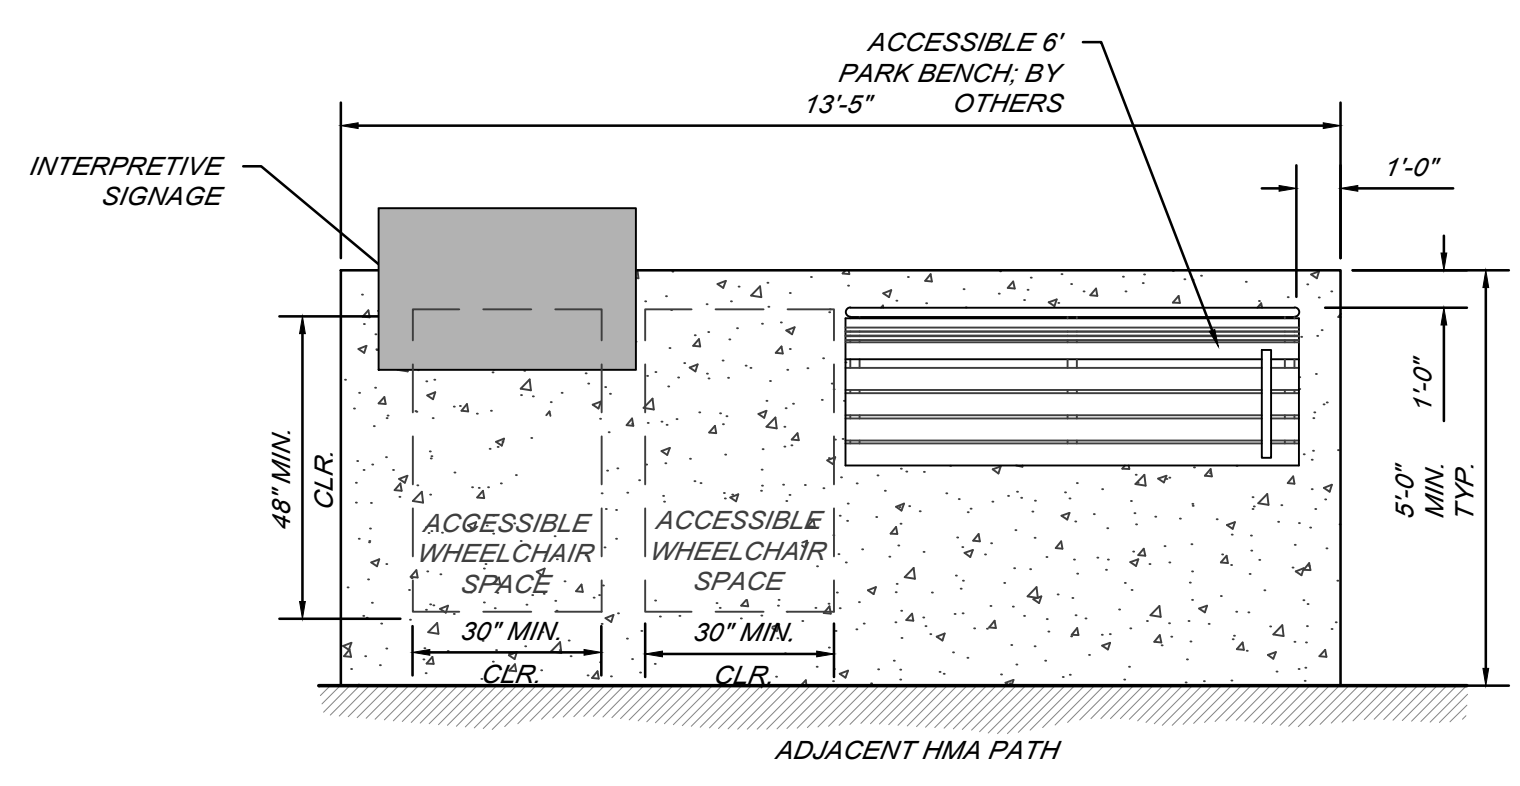 ACCESSIBLE 6'
PARK BENCH; BY
OTHERS
13'-5"
INTERPRETIVE
SIGNAGE
1'-0"
1'-0"
5'-0"
MIN.
TYP.
48" MIN.
CLR.
ACCESSIBLE
WHEELCHAIR
SPACE
ACCESSIBLE
WHEELCHAIR
SPACE
30" MIN.
CLR.
30" MIN.
CLR.
ADJACENT HMA PATH